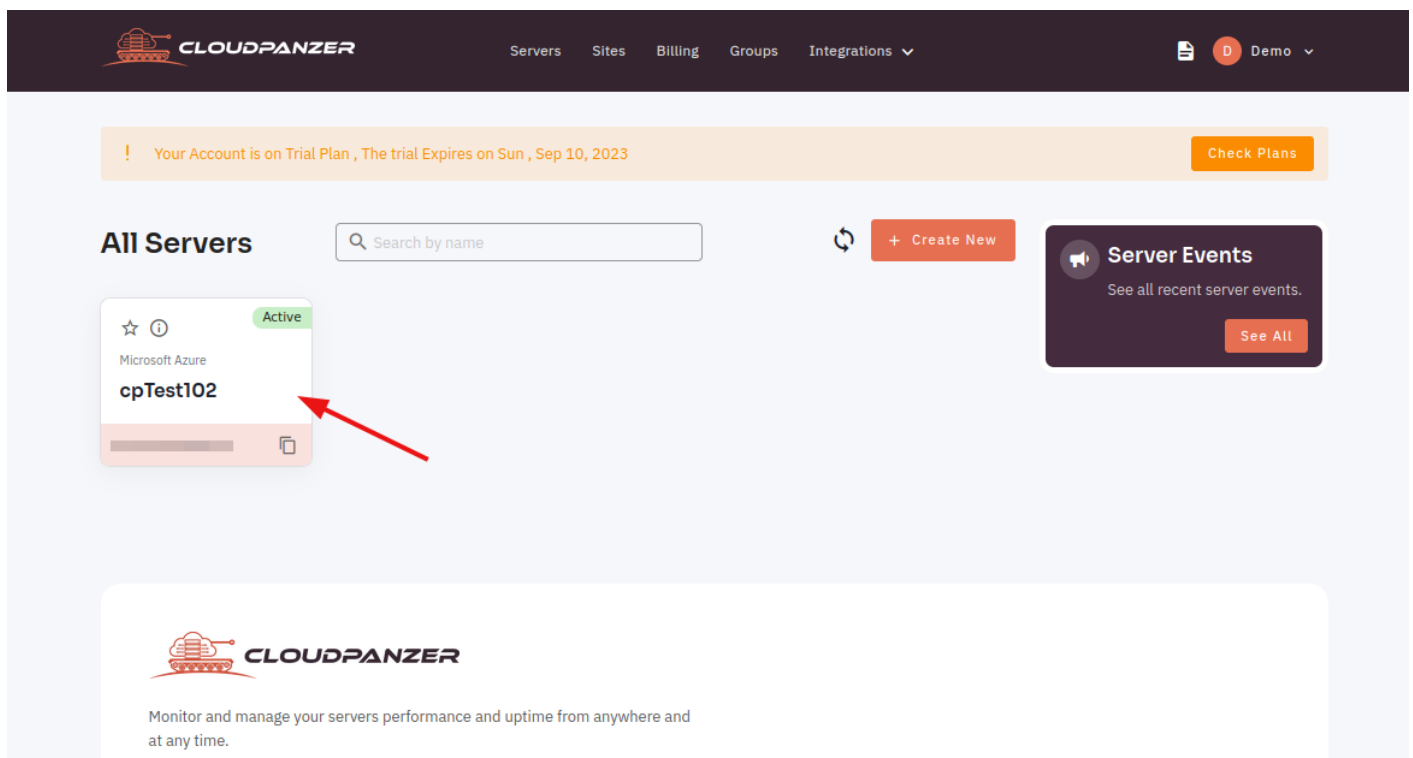 CLOUDPANZER
Servers Sites Billing Groups Integrations
D Demo
! Your Account is on Trial Plan , The trial Expires on Sun , Sep 10, 2023
Check Plans
All Servers
Search by name
+ Create New
Server Events
See all recent server events.
See All
Active
Microsoft Azure
cpTest102
CLOUDPANZER
Monitor and manage your servers performance and uptime from anywhere and
at any time.